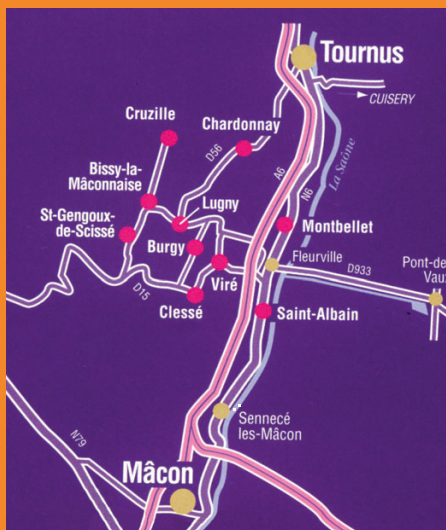 Tournus
CUISERY
Cruzille
Chardonnay
D56
A6
N6
La Saône
Bissy-la-
Mâconnaise
Lugny
St-Gengoux-
de-Scissé
Burgy
Montbellet
Fleurville
D933
Pont-de-
Vaux
D15
Clessé
Viré
Saint-Albain
Sennecé
les-Mâcon
N79
Mâcon